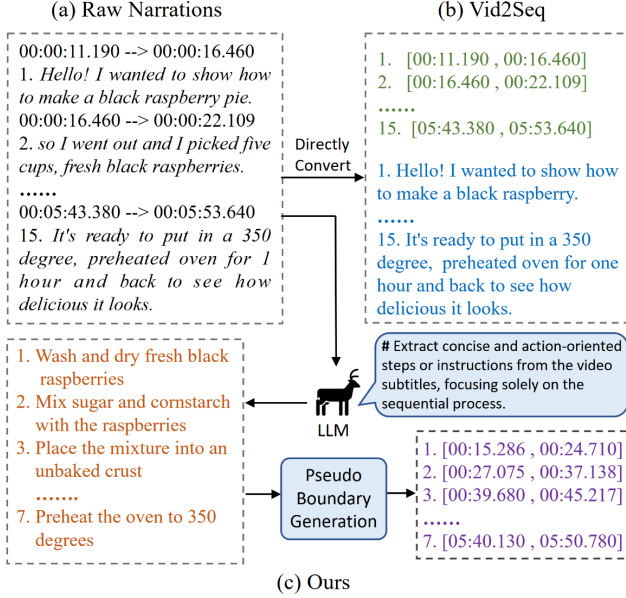 (a) Raw Narrations
00:00:11.190 --> 00:00:16.460
1. Hello! I wanted to show how
to make a black raspberry pie.
00:00:16.460 --> 00:00:22.109
2. so I went out and I picked five
cups, fresh black raspberries.
......
00:05:43.380 --> 00:05:53.640
15. It's ready to put in a 350
degree, preheated oven for 1
hour and back to see how
delicious it looks.
Directly
Convert
(b) Vid2Seq
1. [00:11.190 , 00:16.460]
2. [00:16.460 , 00:22.109]
......
15. [05:43.380 , 05:53.640]
1. Hello! I wanted to show how
to make a black raspberry.
......
15. It's ready to put in a 350
degree, preheated oven for one
hour and back to see how
delicious it looks.
# Extract concise and action-oriented
steps or instructions from the video
subtitles, focusing solely on the
sequential process.
LLM
1. Wash and dry fresh black
raspberries
2. Mix sugar and cornstarch
with the raspberries
3. Place the mixture into an
unbaked crust
.......
7. Preheat the oven to 350
degrees
Pseudo
Boundary
Generation
1. [00:15.286 , 00:24.710]
2. [00:27.075 , 00:37.138]
3. [00:39.680 , 00:45.217]
......
7. [05:40.130 , 05:50.780]
(c) Ours